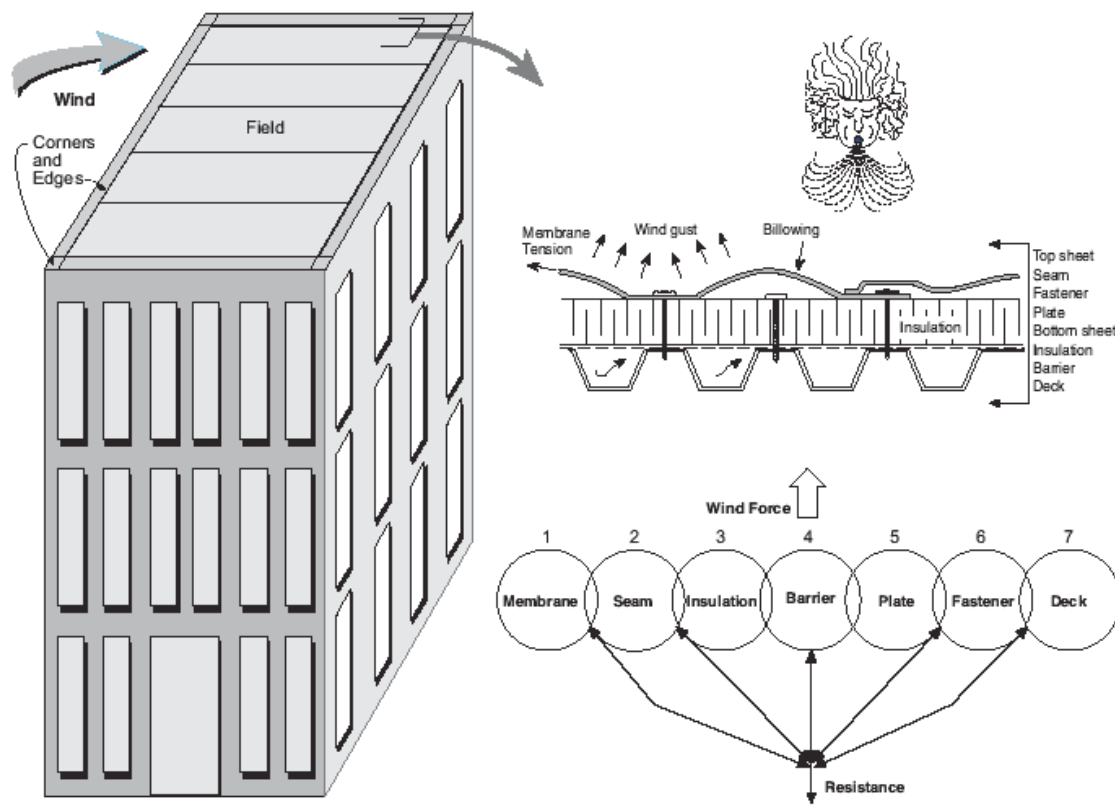 Wind
Field
Corners
and
Edges
Membrane
Tension
Wind gust
Billowing
Top sheet
Seam
Fastener
Plate
Bottom sheet
Insulation
Barrier
Deck
Insulation
Wind Force
1 2 3 4 5 6 7
Membrane Seam Insulation Barrier Plate Fastener Deck
Resistance